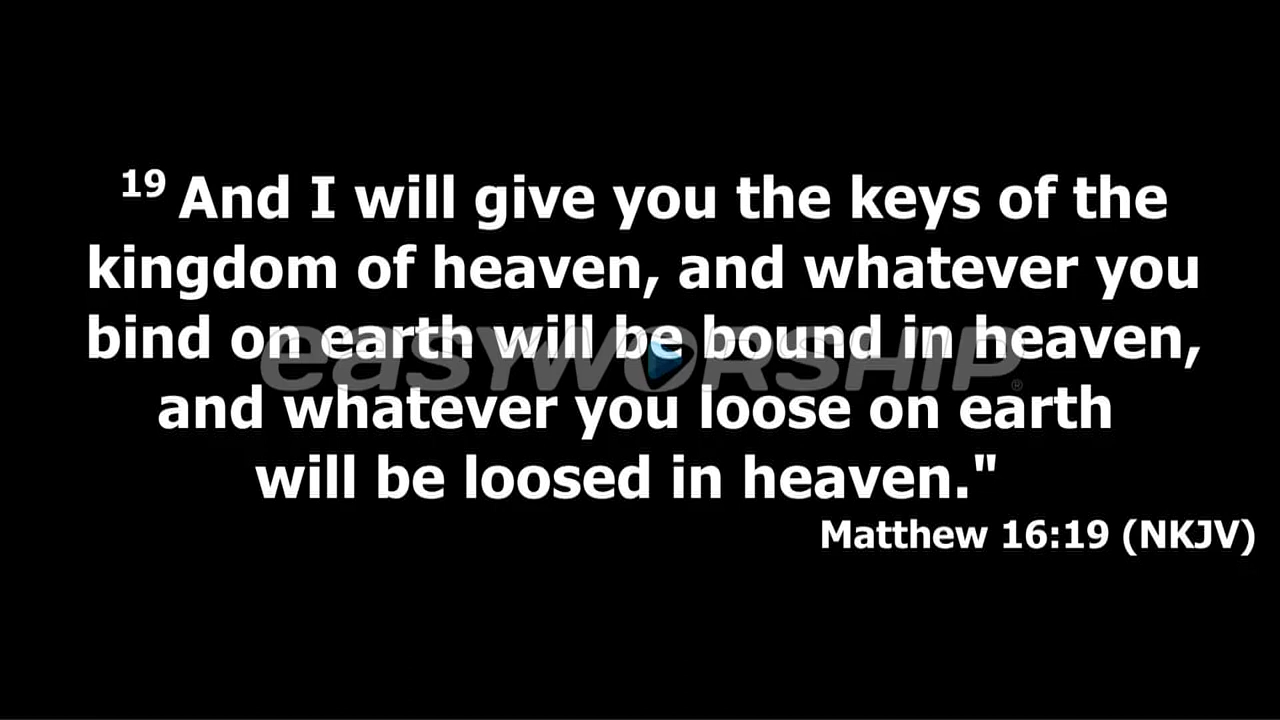 19 And I will give you the keys of the
kingdom of heaven, and whatever you
bind on earth will be bound in heaven,
easyworship®
and whatever you loose on earth
will be loosed in heaven."
Matthew 16:19 (NKJV)